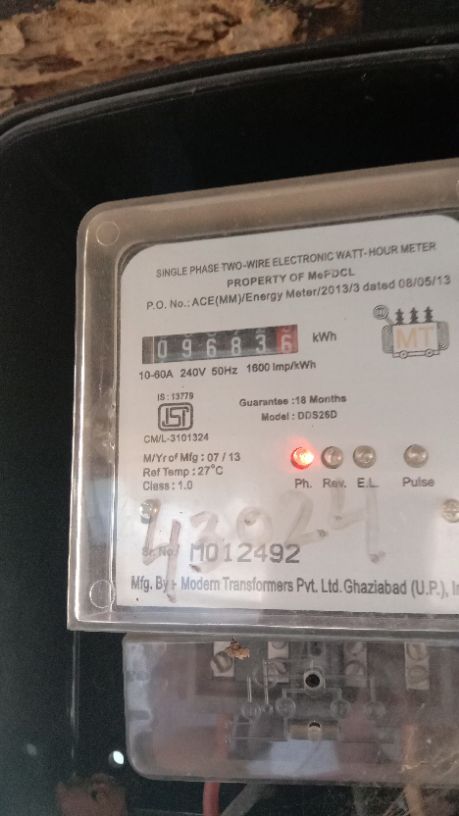 SINGLE PHASE TWO-WIRE ELECTRONIC WATT-HOUR METER
PROPERTY OF MePDCL
P.O. No.: ACE(MM)/Energy Meter/2013/3 dated 08/05/13
096836 kWh
MT
10-60A 240V 50Hz 1600 Imp/kWh
IS : 13779
ISI
CM/L-3101324
Guarantee :18 Months
Model : DDS26D
M/Yr of Mfg : 07 / 13
Ref Temp : 27°C
Class : 1.0
Ph. Rev. E.L. Pulse
43024
Sr. No. M012492
Mfg. By :- Modern Transformers Pvt. Ltd. Ghaziabad (U.P.),